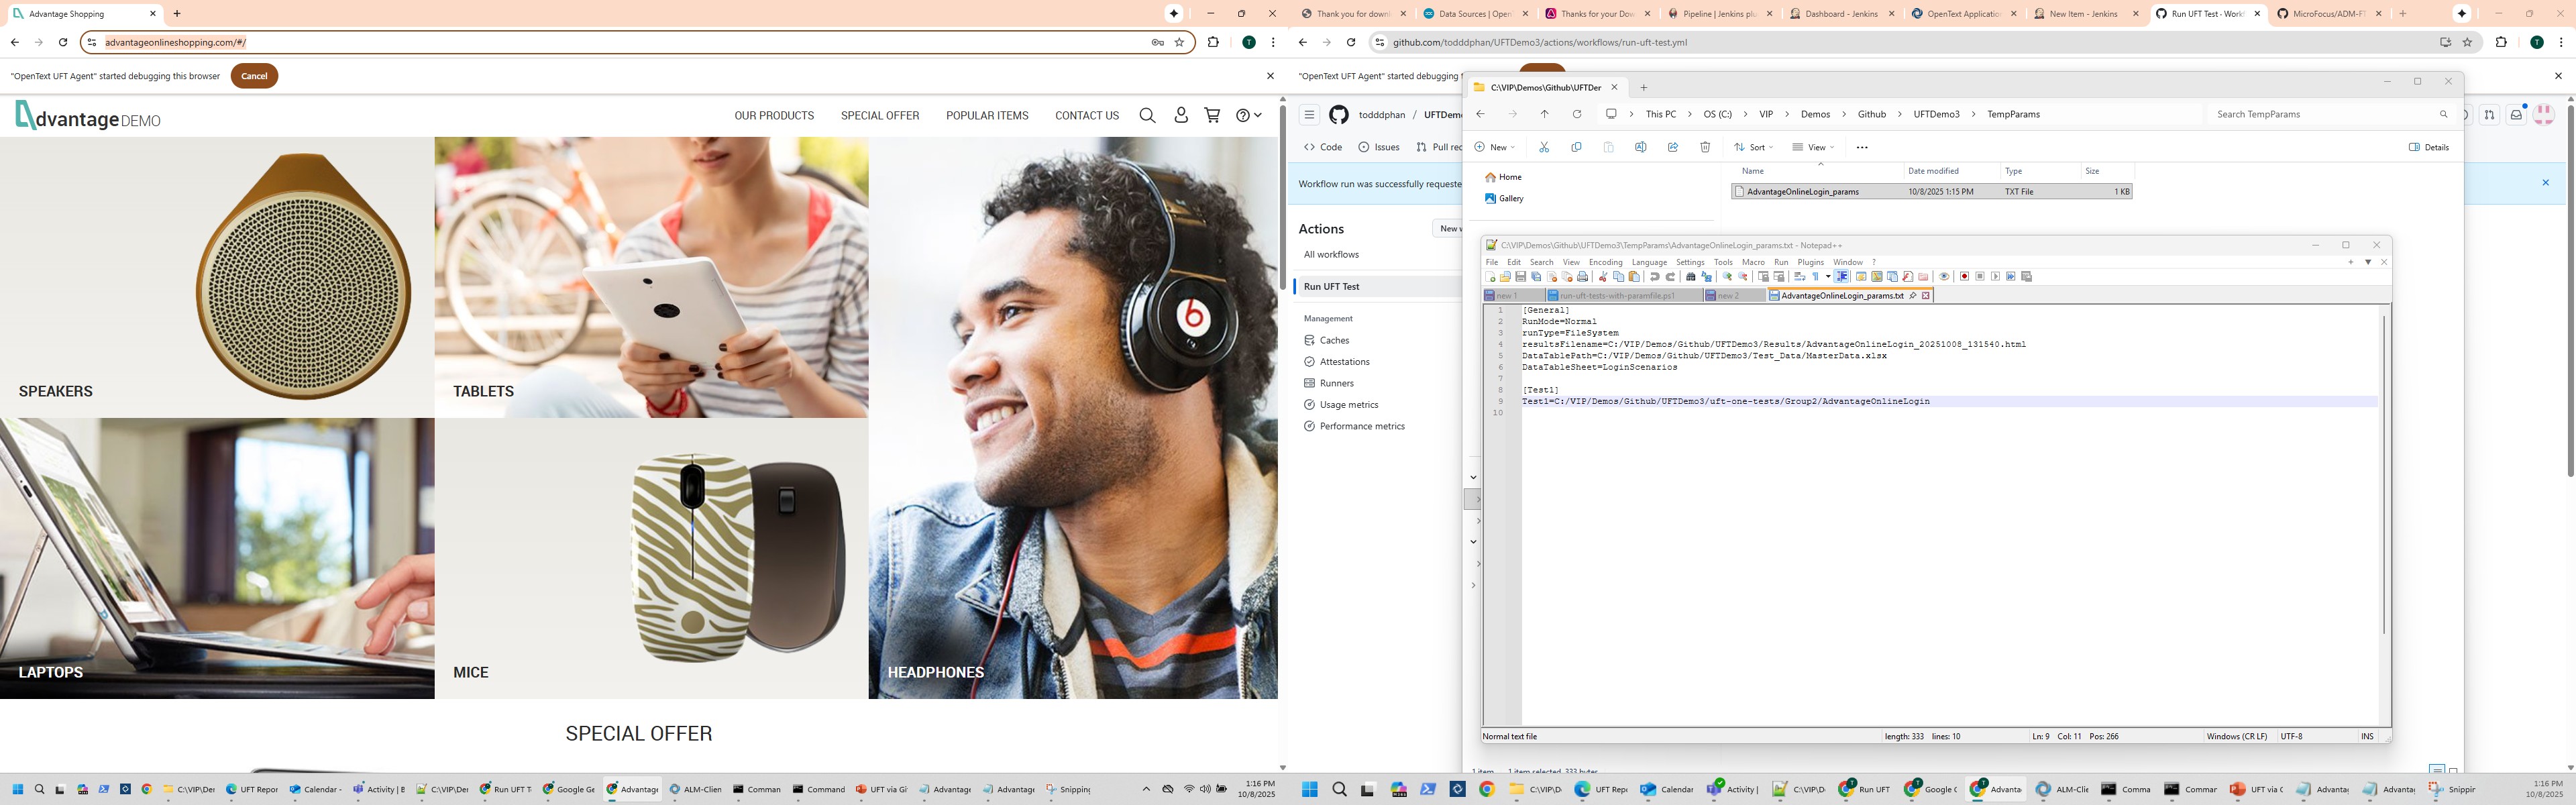 Advantage Shopping
advantageonlineshopping.com/#/
"OpenText UFT Agent" started debugging this browser
Cancel
dvantage DEMO
OUR PRODUCTS
SPECIAL OFFER
POPULAR ITEMS
CONTACT US
SPEAKERS
TABLETS
LAPTOPS
MICE
HEADPHONES
SPECIAL OFFER
Thank you for downl
Data Sources | Open
Thanks for your Dow
Pipeline | Jenkins plu
Dashboard - Jenkins
OpenText Application
New Item - Jenkins
Run UFT Test · Workf
MicroFocus/ADM-FT
github.com/todddphan/UFTDemo3/actions/workflows/run-uft-test.yml
"OpenText UFT Agent" started debugging t
todddphan / UFTDemo
Code
Issues
Pull rec
Workflow run was successfully requeste
Actions
New w
All workflows
Run UFT Test
Management
Caches
Attestations
Runners
Usage metrics
Performance metrics
C:\VIP\Demos\Github\UFTDer
This PC > OS (C:) > VIP > Demos > Github > UFTDemo3 > TempParams
Search TempParams
New
Sort
View
Details
Home
Gallery
Name Date modified Type Size
AdvantageOnlineLogin_params 10/8/2025 1:15 PM TXT File 1 KB
C:\VIP\Demos\Github\UFTDemo3\TempParams\AdvantageOnlineLogin_params.txt - Notepad++
File Edit Search View Encoding Language Settings Tools Macro Run Plugins Window ?
new 1
run-uft-tests-with-paramfile.ps1
new 2
AdvantageOnlineLogin_params.txt
1 [General]
2 RunMode=Normal
3 runType=FileSystem
4 resultsFilename=C:/VIP/Demos/Github/UFTDemo3/Results/AdvantageOnlineLogin_20251008_131540.html
5 DataTablePath=C:/VIP/Demos/Github/UFTDemo3/Test_Data/MasterData.xlsx
6 DataTableSheet=LoginScenarios
7
8 [Test1]
9 Test1=C:/VIP/Demos/Github/UFTDemo3/uft-one-tests/Group2/AdvantageOnlineLogin
10
Normal text file
length: 333 lines: 10
Ln: 9 Col: 11 Pos: 266
Windows (CR LF)
UTF-8
INS
1 item 1 item selected 333 bytes
C:\VIP\Der
UFT Repor
Calendar -
Activity | B
C:\VIP\Der
Run UFT T
Google Ge
Advantage
ALM-Clien
Comman
Command
UFT via Gi
Advantage
Advantage
Snipping
1:16 PM
10/8/2025
C:\VIP\D
UFT Rep
Calendar
Activity |
C:\VIP\D
Run UFT
Google G
Advanta
ALM-Clie
Comma
Commar
UFT via G
Advanta
Advanta
Snippir
1:16 PM
10/8/2025